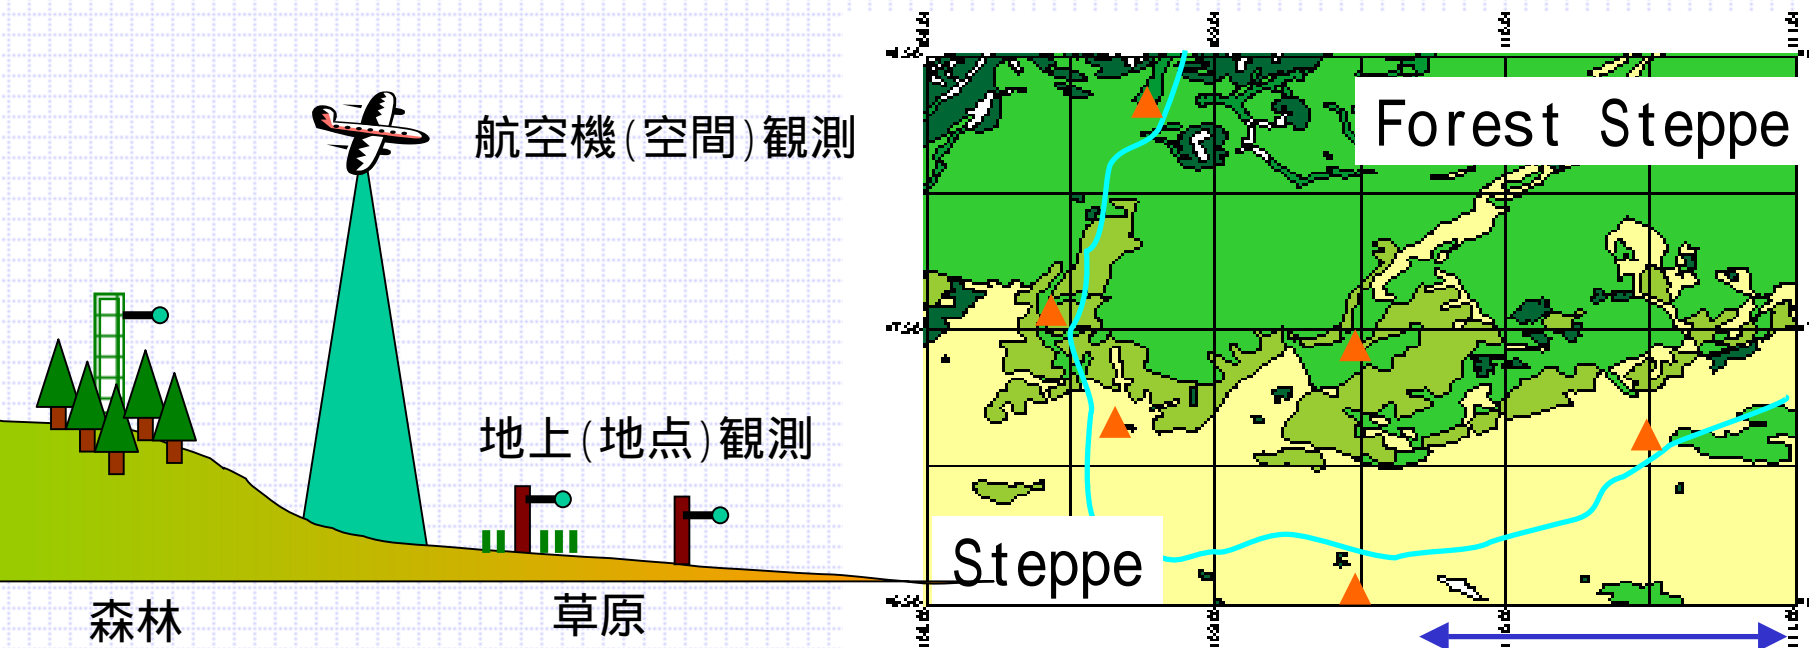 航空機(空間)観測
地上(地点)観測
森林
草原
Forest Steppe
Steppe